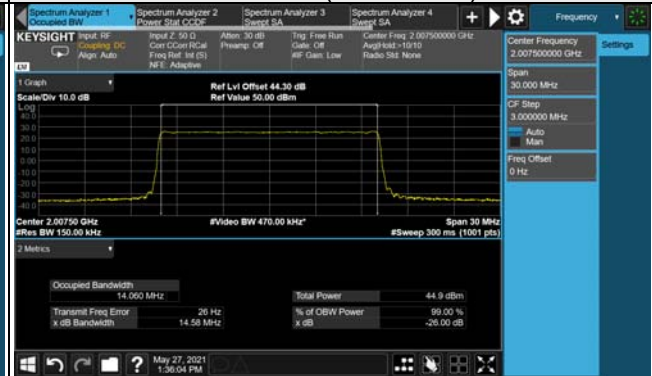 Spectrum Analyzer 1
Occupied BW
Spectrum Analyzer 2
Power Stat CCDF
Spectrum Analyzer 3
Swept SA
Spectrum Analyzer 4
Swept SA
Frequency
KEYSIGHT
Input: RF
Coupling: DC
Align: Auto
Input Z: 50 Ω
Corr CCorr RCal
Freq Ref: Int (S)
NFE: Adaptive
Atten: 30 dB
Preamp: Off
Trig: Free Run
Gate: Off
#IF Gain: Low
Center Freq: 2.007500000 GHz
Avg|Hold:>10/10
Radio Std: None
LXI
Center Frequency
2.007500000 GHz
Settings
Span
30.000 MHz
CF Step
3.000000 MHz
Auto
Man
Freq Offset
0 Hz
1 Graph
Scale/Div 10.0 dB
Ref Lvl Offset 44.30 dB
Ref Value 50.00 dBm
Log
40.0
30.0
20.0
10.0
0.00
-10.0
-20.0
-30.0
-40.0
Center 2.00750 GHz
#Video BW 470.00 kHz*
Span 30 MHz
#Res BW 150.00 kHz
#Sweep 300 ms (1001 pts)
2 Metrics
Occupied Bandwidth
14.060 MHz
Total Power
44.9 dBm
Transmit Freq Error
26 Hz
% of OBW Power
99.00 %
x dB Bandwidth
14.58 MHz
x dB
-26.00 dB
?
May 27, 2021
1:36:04 PM